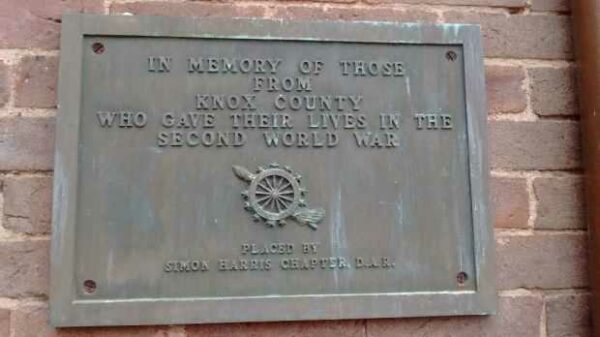 IN MEMORY OF THOSE
FROM
KNOX COUNTY
WHO GAVE THEIR LIVES IN THE
SECOND WORLD WAR
PLACED BY
SIMON HARRIS CHAPTER, D.A.R.